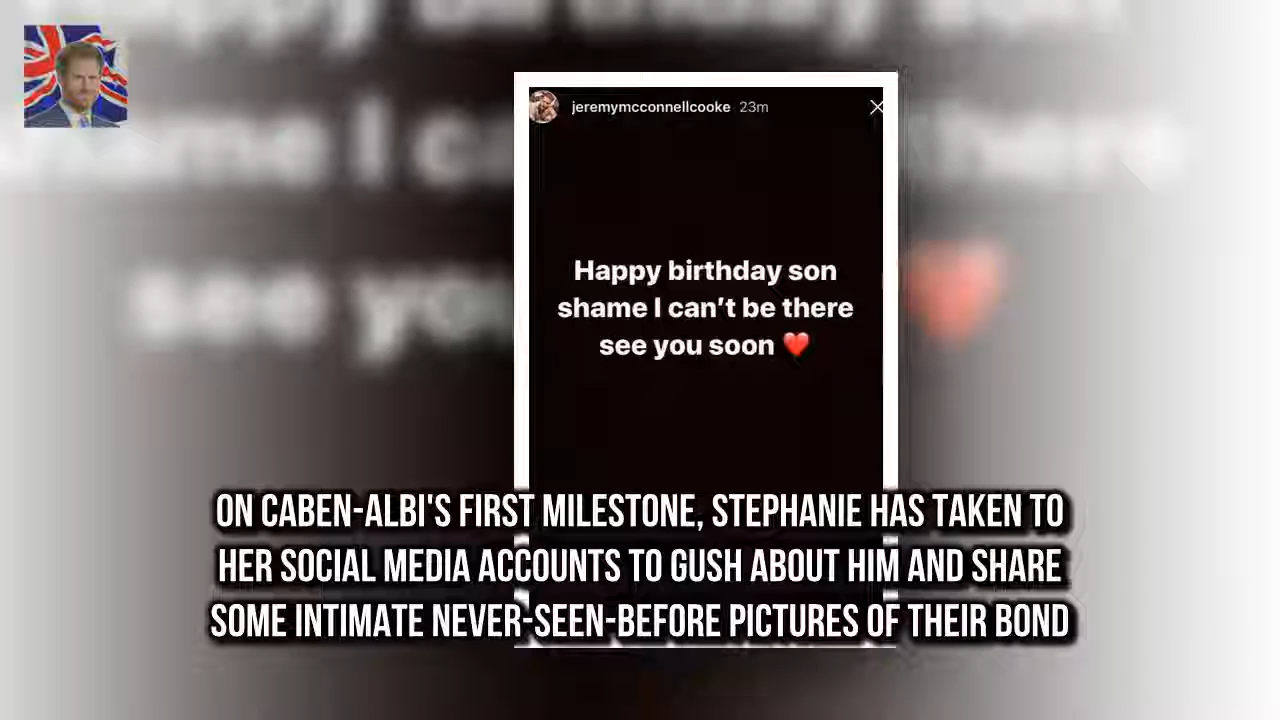 jeremymcconnellcooke 23m
Happy birthday son
shame I can't be there
see you soon ❤️
ON CABEN-ALBI'S FIRST MILESTONE, STEPHANIE HAS TAKEN TO
HER SOCIAL MEDIA ACCOUNTS TO GUSH ABOUT HIM AND SHARE
SOME INTIMATE NEVER-SEEN-BEFORE PICTURES OF THEIR BOND